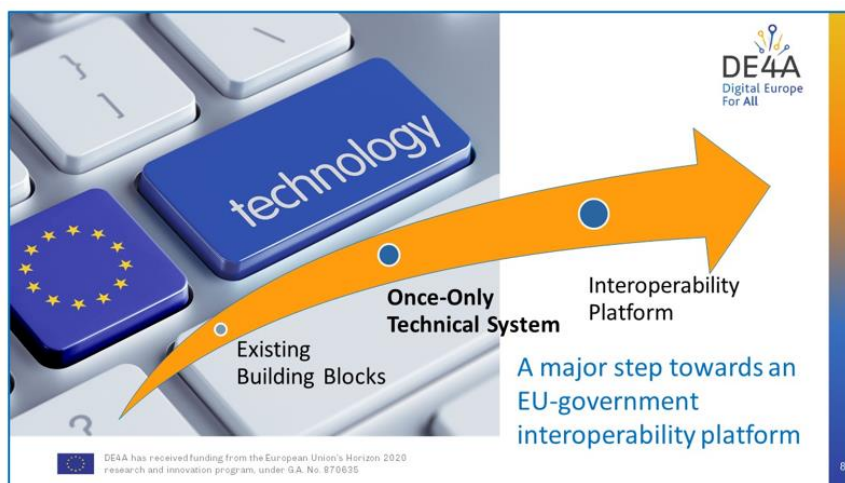 DE4A
Digital Europe
For All
technology
Existing
Building Blocks
Once-Only
Technical System
Interoperability
Platform
A major step towards an
EU-government
interoperability platform
DE4A has received funding from the European Union's Horizon 2020
research and innovation program, under G.A. No. 870635
8
?